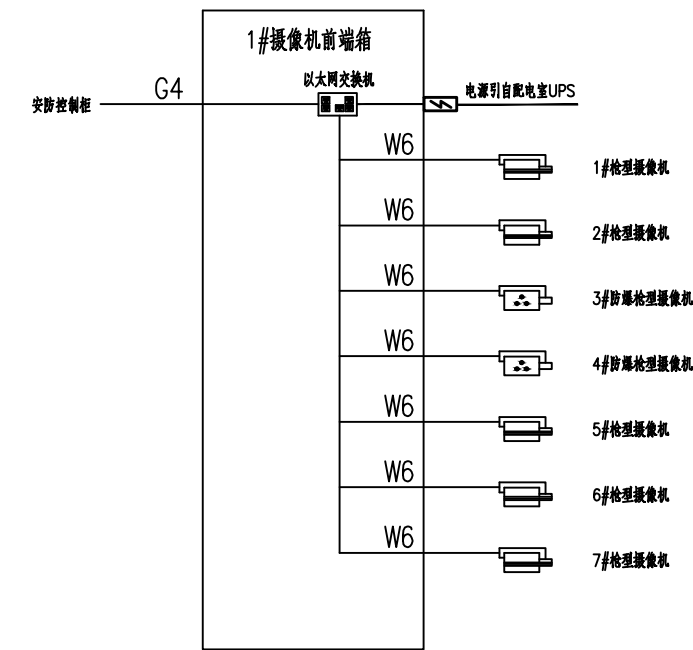 1#摄像机前端箱
以太网交换机
安防控制柜
G4
电源引自配电室UPS
W6
1#枪型摄像机
W6
2#枪型摄像机
W6
3#防爆枪型摄像机
W6
4#防爆枪型摄像机
W6
5#枪型摄像机
W6
6#枪型摄像机
W6
7#枪型摄像机